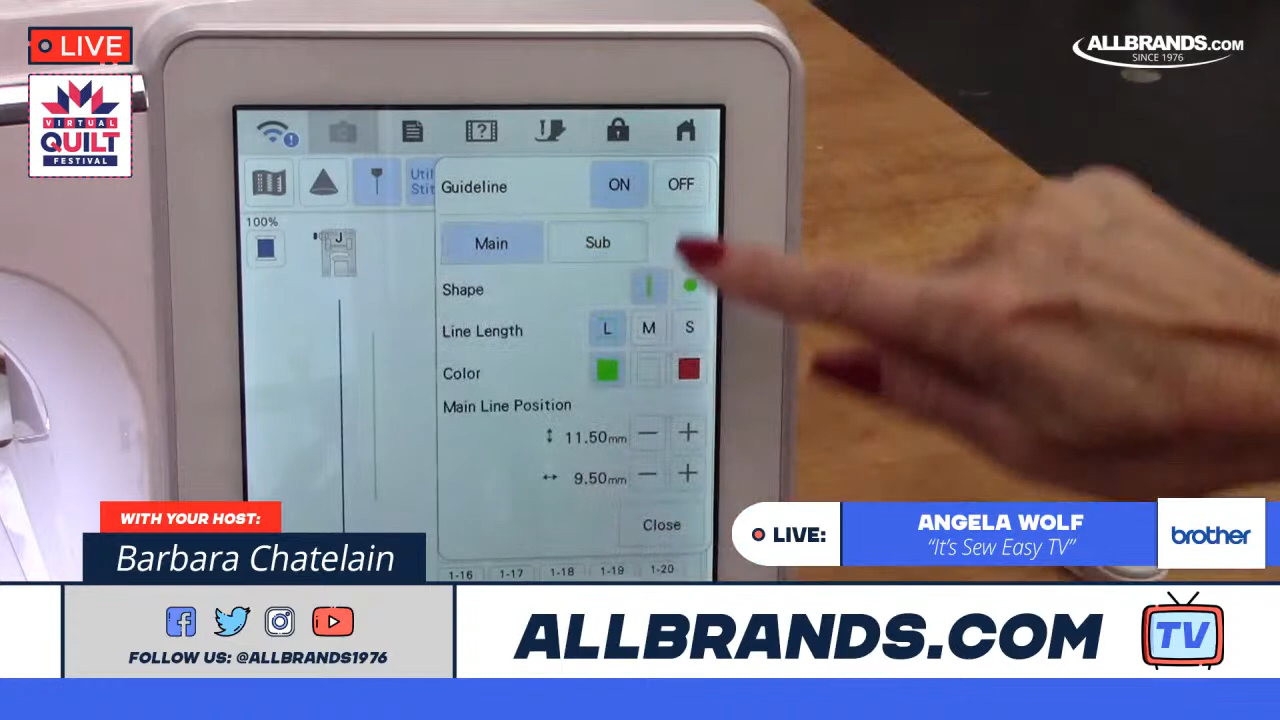 LIVE
VIRTUAL
QUILT
FESTIVAL
ALLBRANDS.COM
SINCE 1976
?
Util
Stit
Guideline ON OFF
100%
J
Main Sub
Shape
Line Length L M S
Color
Main Line Position
11.50mm − +
9.50mm − +
Close
1-16 1-17 1-18 1-19 1-20
WITH YOUR HOST:
Barbara Chatelain
LIVE:
ANGELA WOLF
“It’s Sew Easy TV”
brother
FOLLOW US: @ALLBRANDS1976
ALLBRANDS.COM
TV